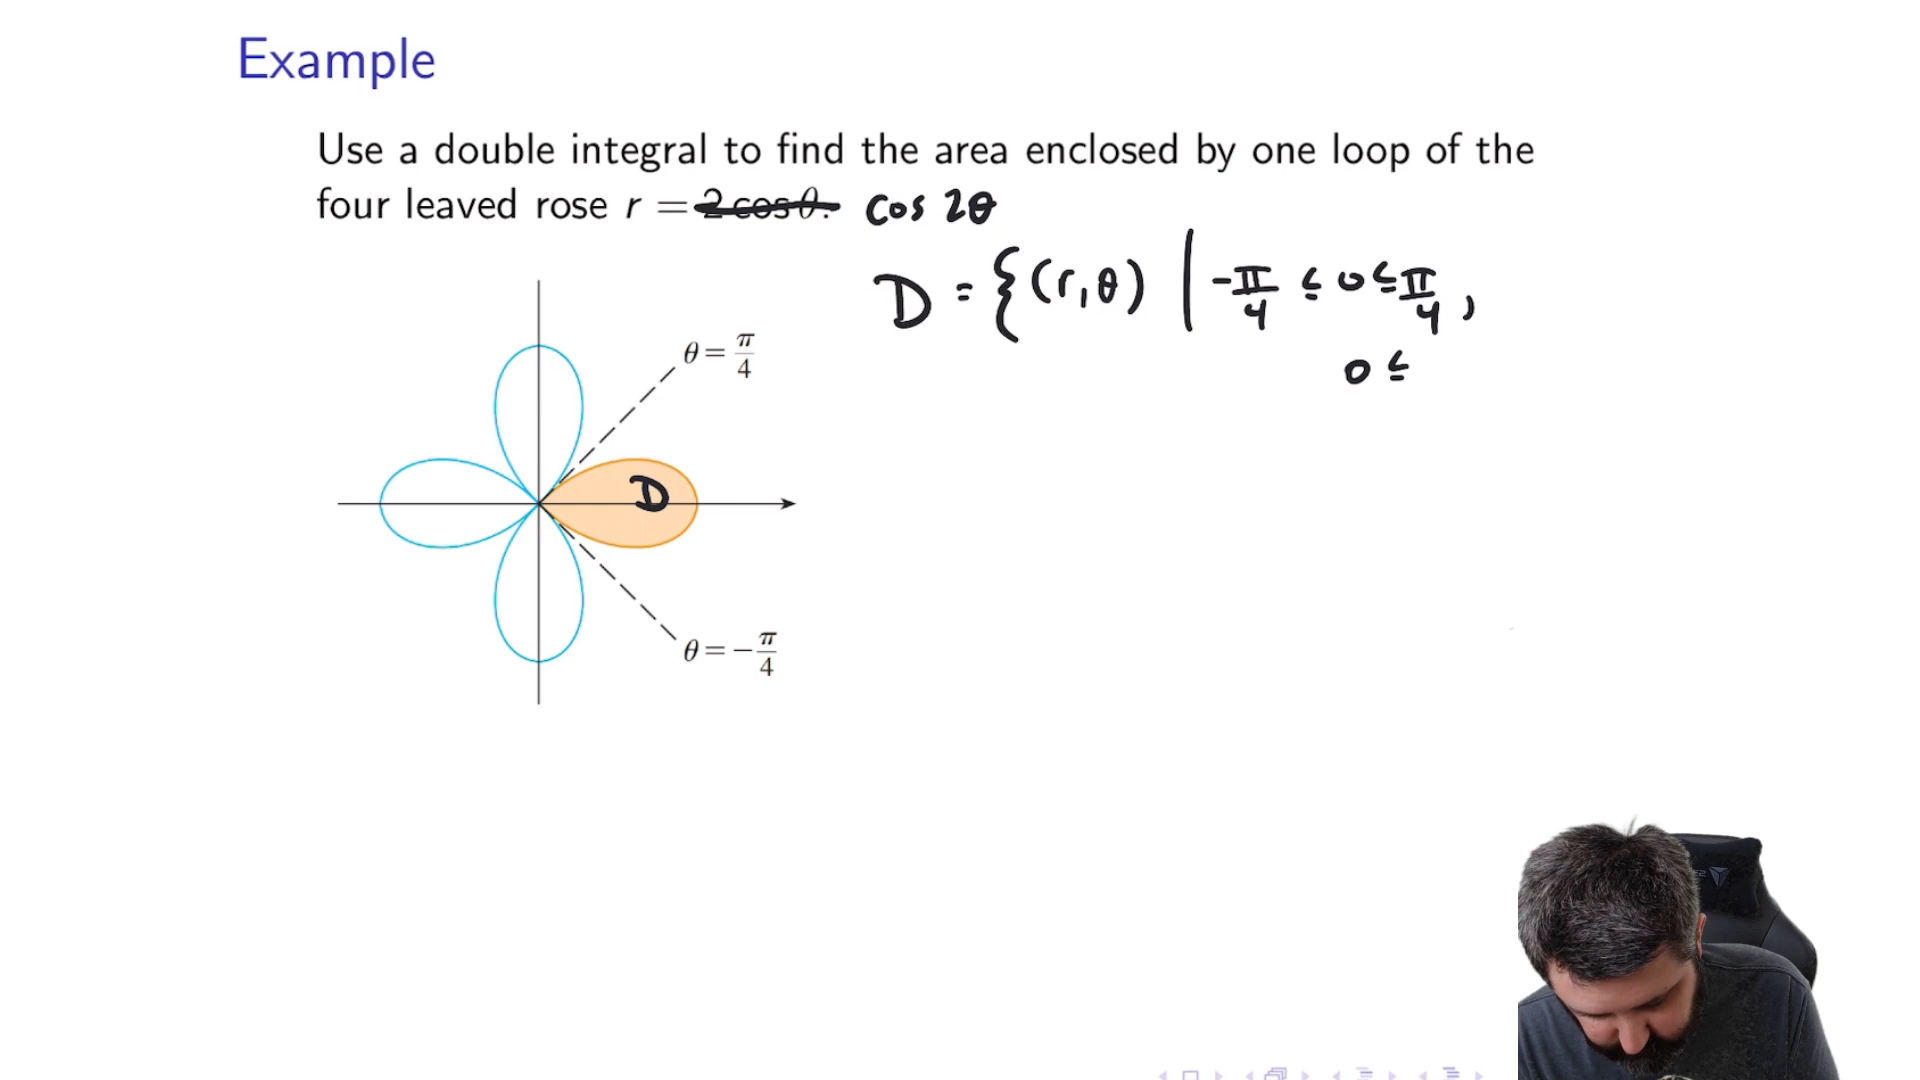 Example
Use a double integral to find the area enclosed by one loop of the
four leaved rose r = 2 cos θ. cos 2θ
D = {(r,θ) | -π/4 ≤ 0 ≤ π/4,
0 ≤
θ = π/4
D
θ = −π/4